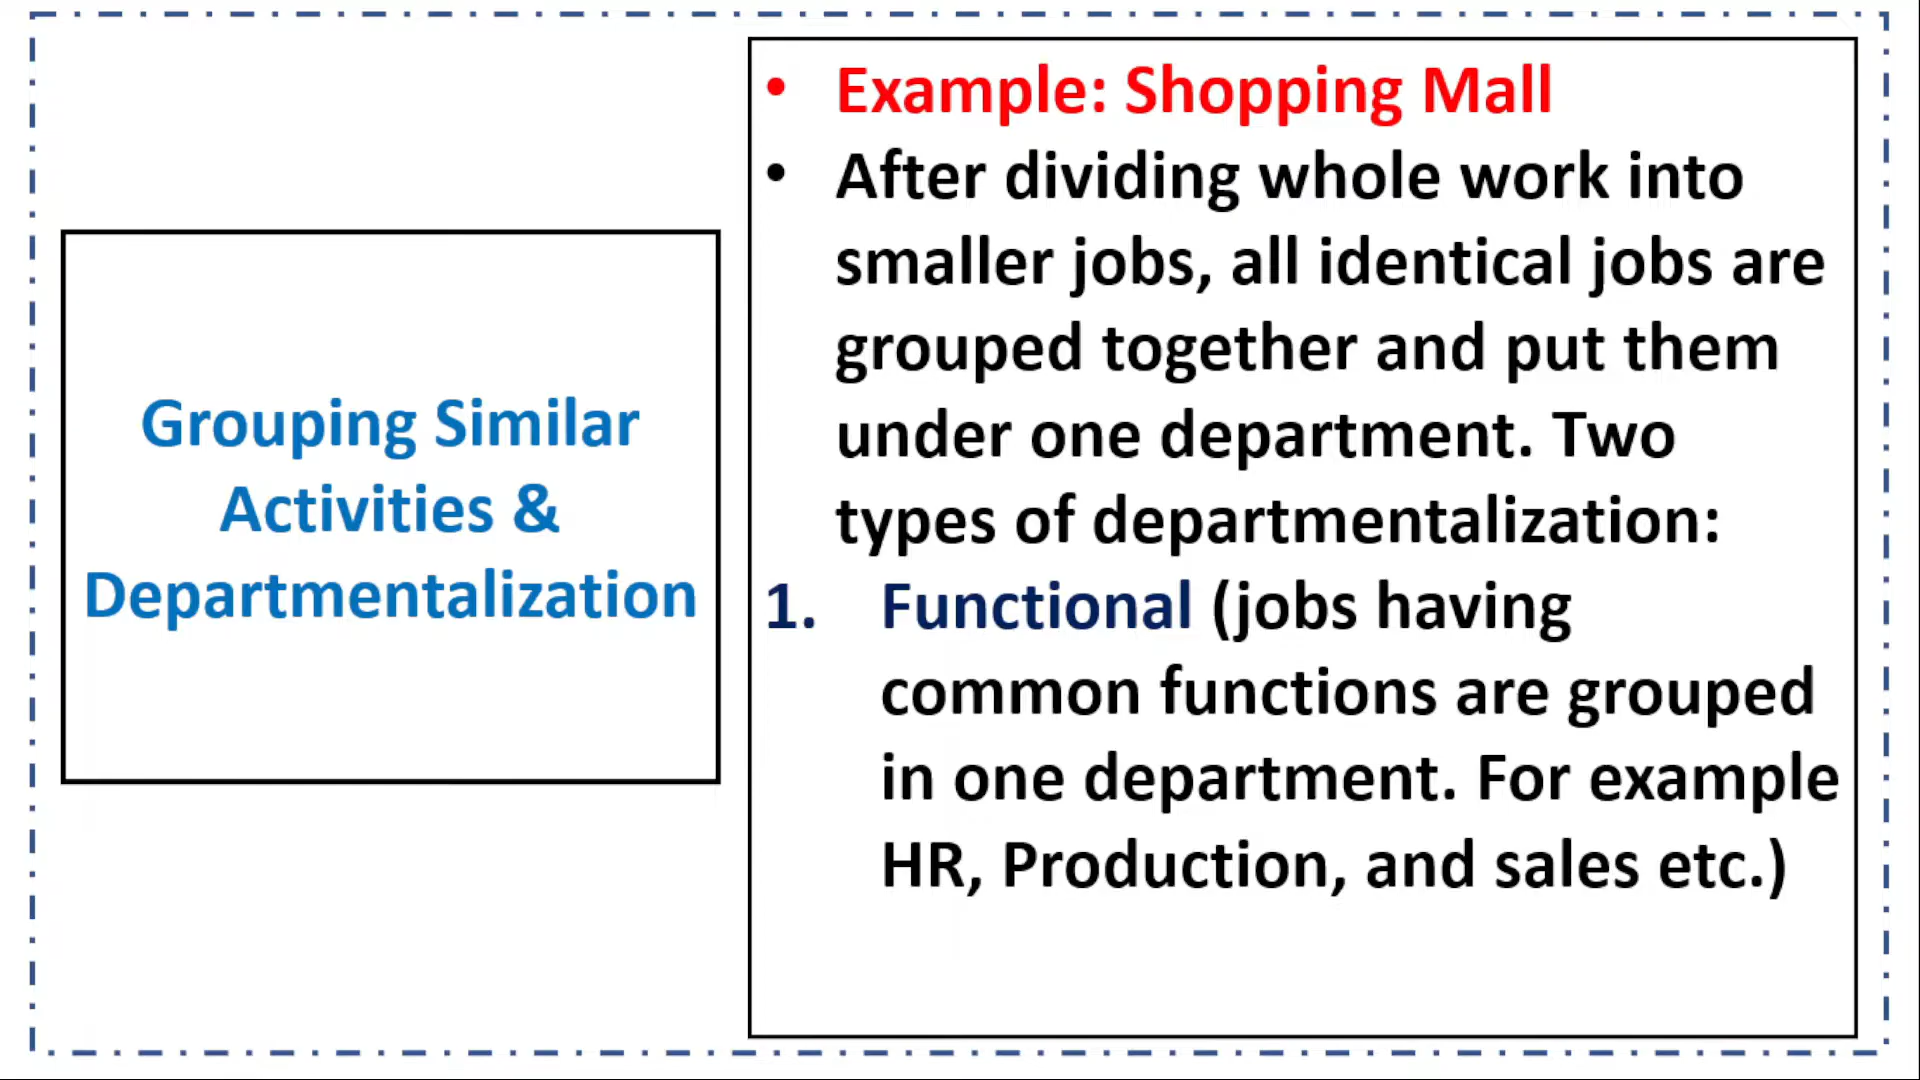 Grouping Similar
Activities &
Departmentalization
• Example: Shopping Mall
• After dividing whole work into
smaller jobs, all identical jobs are
grouped together and put them
under one department. Two
types of departmentalization:
1. Functional (jobs having
common functions are grouped
in one department. For example
HR, Production, and sales etc.)